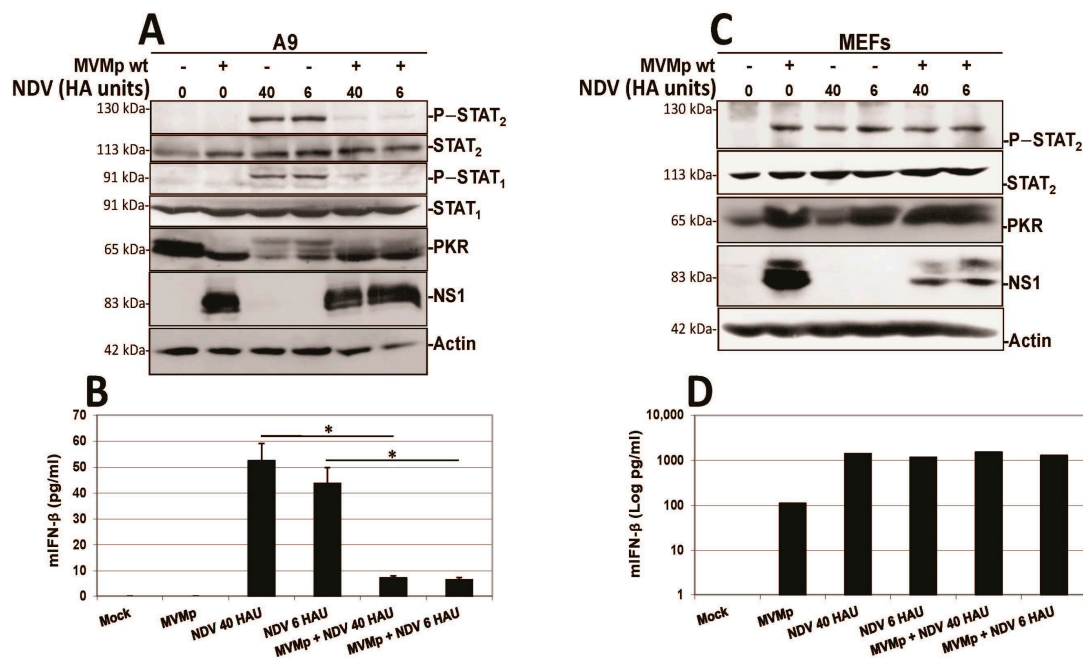 A
A9
MVMp wt - + - - + +
NDV (HA units) 0 0 40 6 40 6
130 kDa- -P–STAT2
113 kDa- -STAT2
91 kDa- -P–STAT1
91 kDa- -STAT1
65 kDa- -PKR
83 kDa- -NS1
42 kDa- -Actin
B
mIFN-β (pg/ml)
70
60
50
40
30
20
10
0
*
*
Mock
MVMp
NDV 40 HAU
NDV 6 HAU
MVMp + NDV 40 HAU
MVMp + NDV 6 HAU
C
MEFs
MVMp wt - + - - + +
NDV (HA units) 0 0 40 6 40 6
130 kDa- -P–STAT2
113 kDa- -STAT2
65 kDa- -PKR
83 kDa- -NS1
42 kDa- -Actin
D
mIFN-β (Log pg/ml)
10,000
1000
100
10
1
Mock
MVMp
NDV 40 HAU
NDV 6 HAU
MVMp + NDV 40 HAU
MVMp + NDV 6 HAU